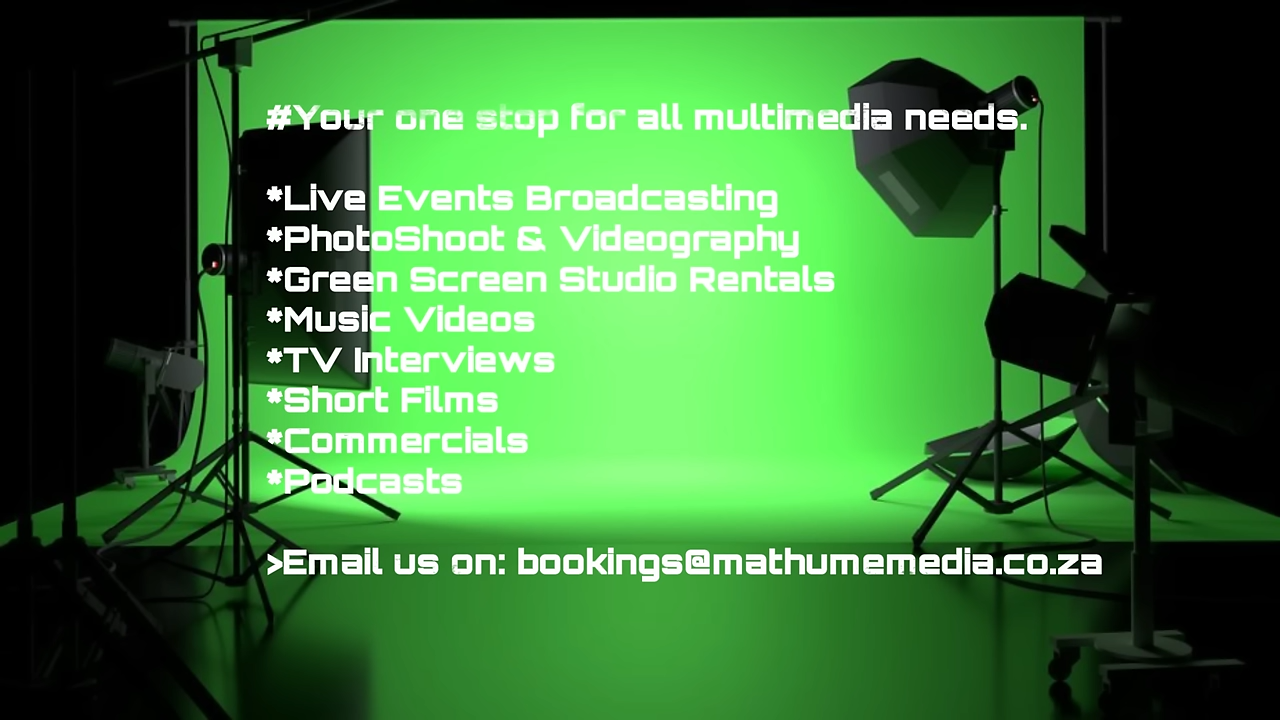 #Your one stop for all multimedia needs.
*Live Events Broadcasting
*PhotoShoot & Videography
*Green Screen Studio Rentals
*Music Videos
*TV Interviews
*Short Films
*Commercials
*Podcasts
>Email us on: bookings@mathumemedia.co.za